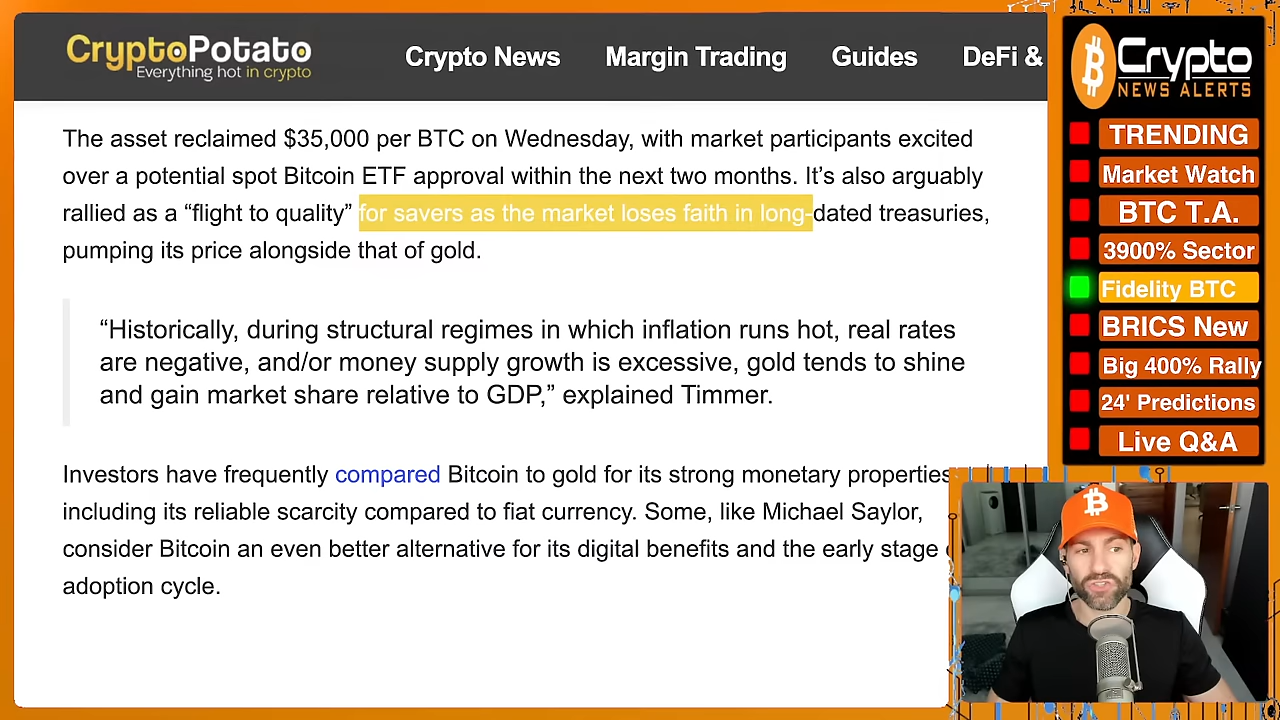 CryptoPotato
Everything hot in crypto
Crypto News Margin Trading Guides DeFi &
The asset reclaimed $35,000 per BTC on Wednesday, with market participants excited
over a potential spot Bitcoin ETF approval within the next two months. It’s also arguably
rallied as a “flight to quality” for savers as the market loses faith in long-dated treasuries,
pumping its price alongside that of gold.
“Historically, during structural regimes in which inflation runs hot, real rates
are negative, and/or money supply growth is excessive, gold tends to shine
and gain market share relative to GDP,” explained Timmer.
Investors have frequently compared Bitcoin to gold for its strong monetary properties
including its reliable scarcity compared to fiat currency. Some, like Michael Saylor,
consider Bitcoin an even better alternative for its digital benefits and the early stage
adoption cycle.
Crypto
NEWS ALERTS
TRENDING
Market Watch
BTC T.A.
3900% Sector
Fidelity BTC
BRICS New
Big 400% Rally
24' Predictions
Live Q&A